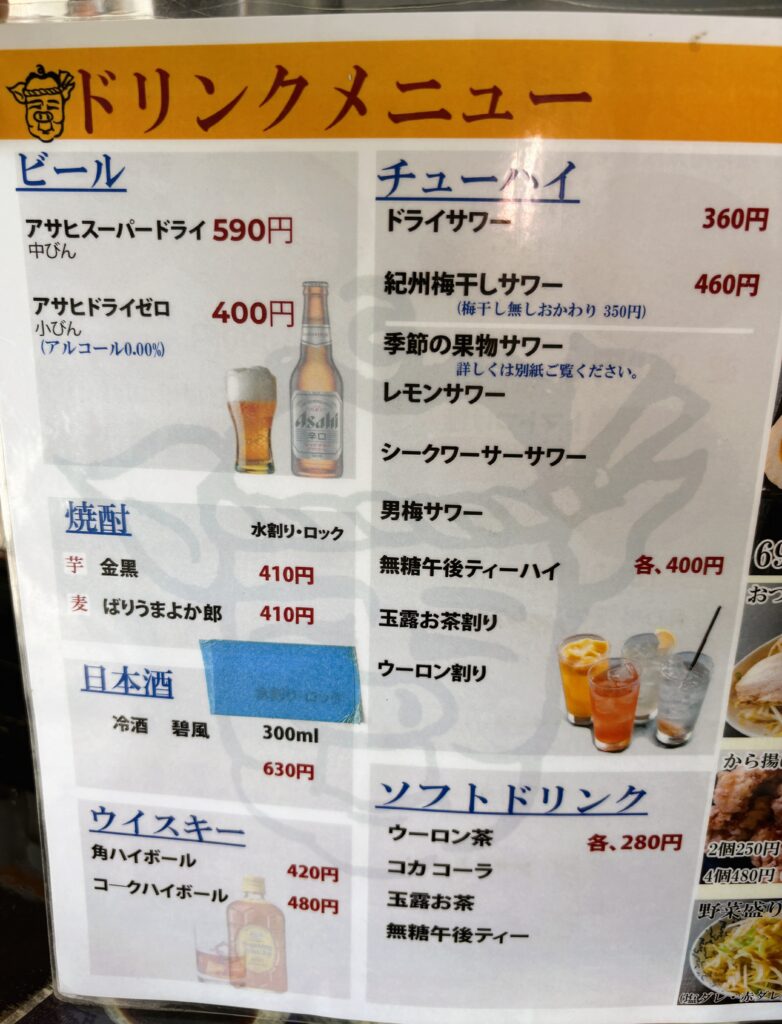 ドリンクメニュー
ビール
アサヒスーパードライ 590円
中びん
アサヒドライゼロ 400円
小びん
(アルコール0.00%)
Asahi
辛口
焼酎 水割り・ロック
芋 金黒 410円
麦 ばりうまよか郎 410円
日本酒
水割り・ロック
冷酒 碧風 300ml
630円
ウイスキー
角ハイボール 420円
コークハイボール 480円
チューハイ
ドライサワー 360円
紀州梅干しサワー 460円
(梅干し無しおかわり 350円)
季節の果物サワー
詳しくは別紙ご覧ください。
レモンサワー
シークワーサーサワー
男梅サワー
無糖午後ティーハイ 各、400円
玉露お茶割り
ウーロン割り
ソフトドリンク
ウーロン茶 各、280円
コカ コーラ
玉露お茶
無糖午後ティー
69
おつ
から揚げ
2個250円
4個480円
野菜盛り